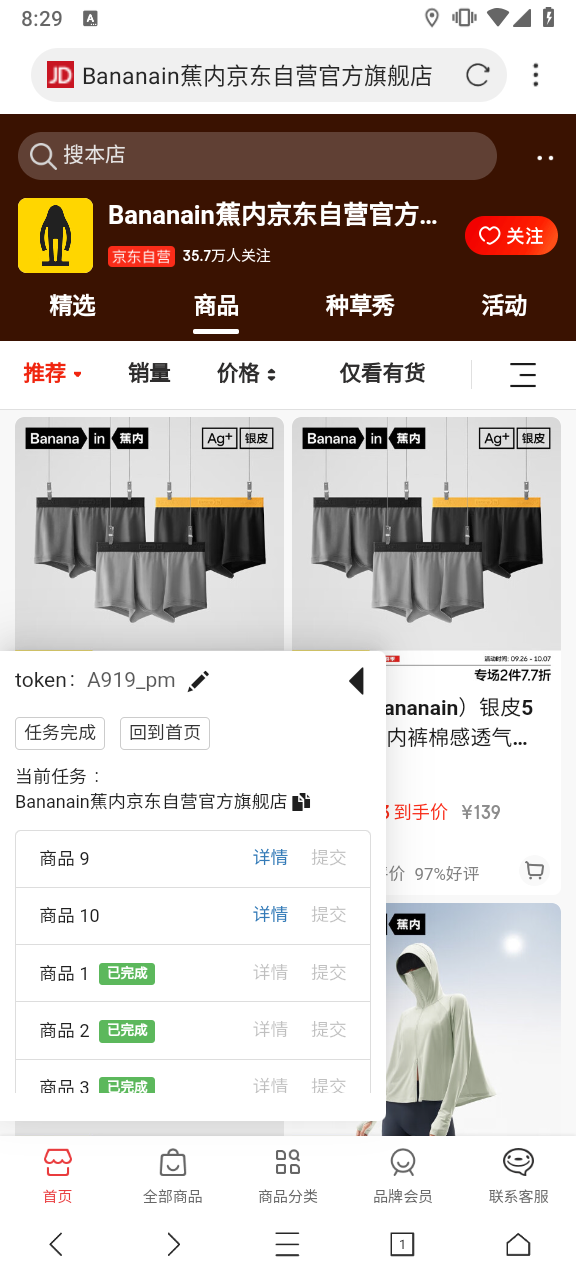 8:29
A
JD Bananain蕉内京东自营官方旗舰店
搜本店
Bananain蕉内京东自营官方...
京东自营 35.7万人关注
关注
精选 商品 种草秀 活动
推荐 销量 价格 仅看有货
Banana in 蕉内 Ag+ 银皮
Banana in 蕉内 Ag+ 银皮
活动时间: 09.26 - 10.07
专场2件7.7折
ananain）银皮5
内裤棉感透气...
到手价 ¥139
价 97%好评
蕉内
token： A919_pm
任务完成 回到首页
当前任务：
Bananain蕉内京东自营官方旗舰店
商品 9 详情 提交
商品 10 详情 提交
商品 1 已完成 详情 提交
商品 2 已完成 详情 提交
商品 3 已完成 详情 提交
首页 全部商品 商品分类 品牌会员 联系客服
1